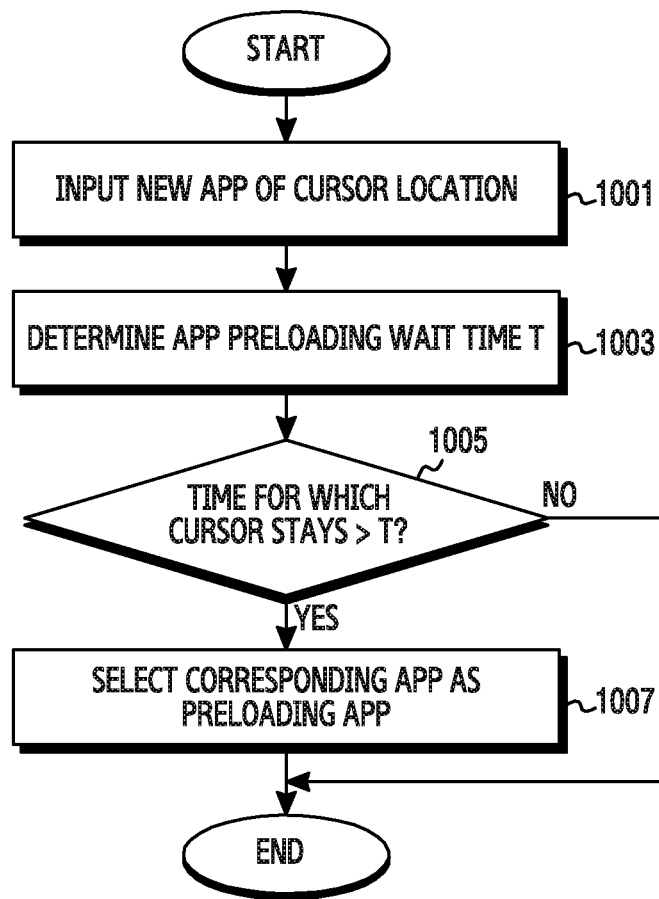 START
INPUT NEW APP OF CURSOR LOCATION
1001
DETERMINE APP PRELOADING WAIT TIME T
1003
1005
TIME FOR WHICH
CURSOR STAYS > T?
NO
YES
SELECT CORRESPONDING APP AS
PRELOADING APP
1007
END